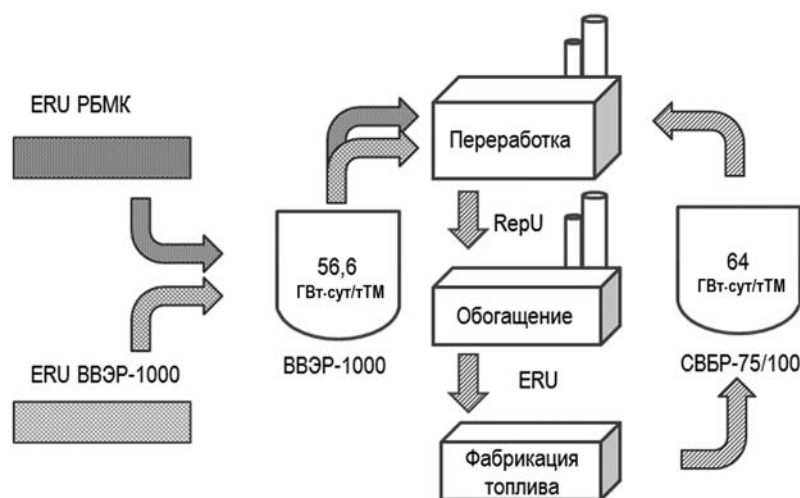 ERU РБМК
ERU ВВЭР-1000
56,6
ГВт·сут/тТМ
ВВЭР-1000
Переработка
RepU
Обогащение
ERU
Фабрикация
топлива
64
ГВт·сут/тТМ
СВБР-75/100